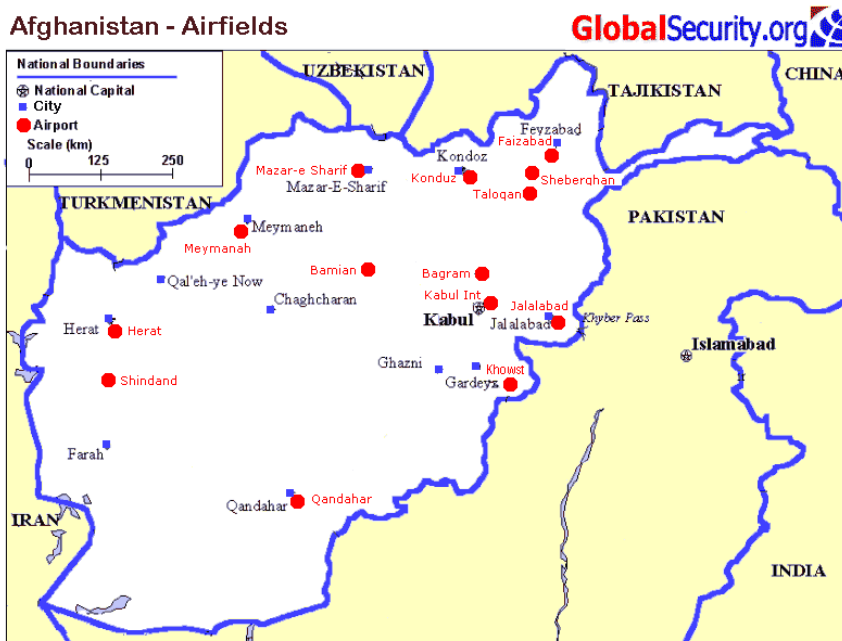 Afghanistan - Airfields
GlobalSecurity.org
National Boundaries
National Capital
City
Airport
Scale (km)
0 125 250
UZBEKISTAN
TAJIKISTAN
CHINA
TURKMENISTAN
PAKISTAN
Feyzabad
Faizabad
Kondoz
Konduz
Sheberghan
Taloqan
Mazar-e Sharif
Mazar-E-Sharif
Meymaneh
Meymanah
Bamian
Bagram
Qal'eh-ye Now
Chaghcharan
Kabul Int
Kabul
Jalalabad
Jalalabad
Khyber Pass
Herat
Herat
Islamabad
Ghazni
Gardeyz
Khowst
Shindand
Farah
Qandahar
Qandahar
IRAN
INDIA